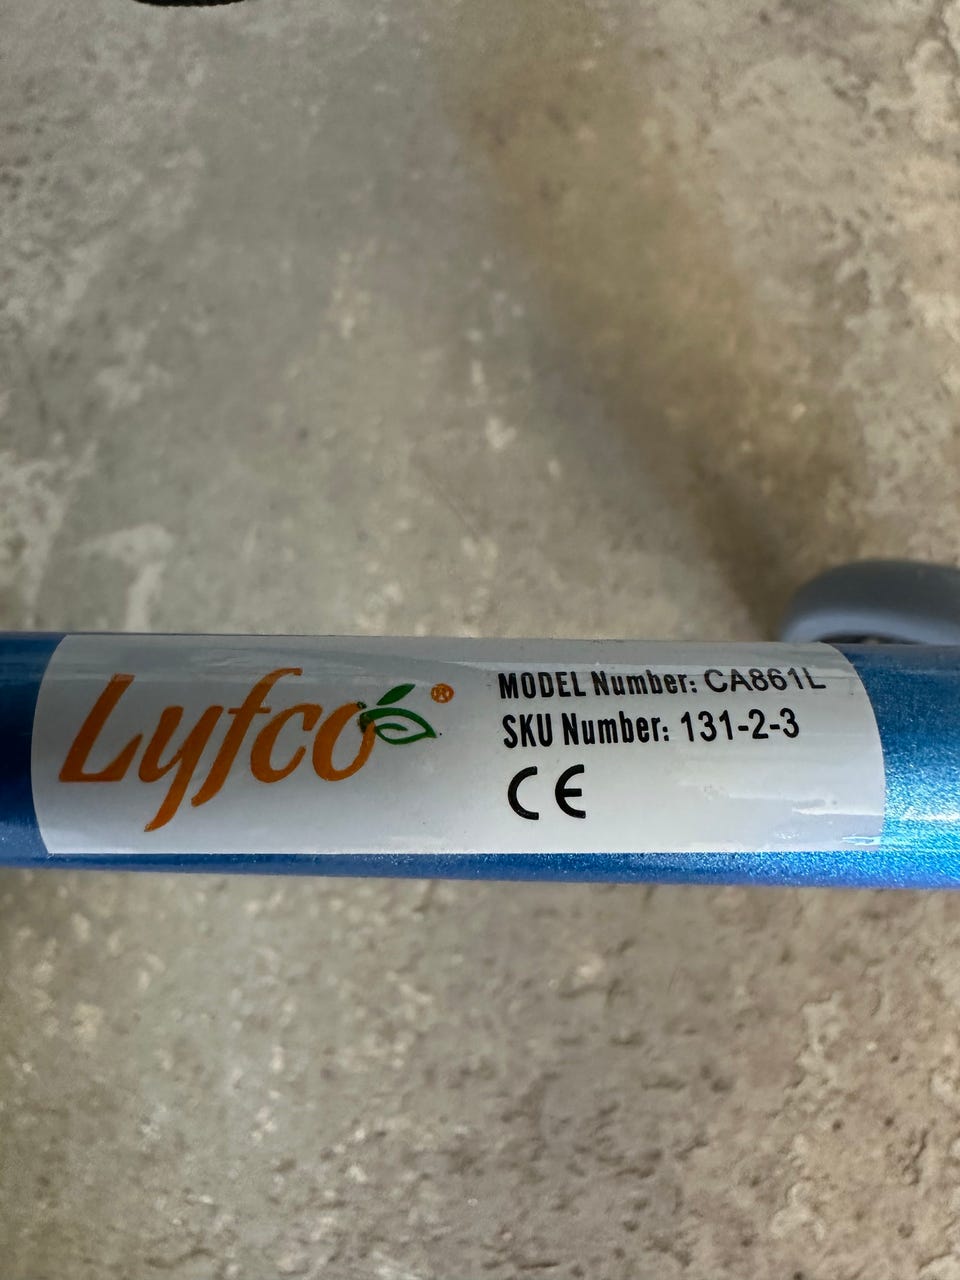 Lyfco®
MODEL Number: CA861L
SKU Number: 131-2-3
CE